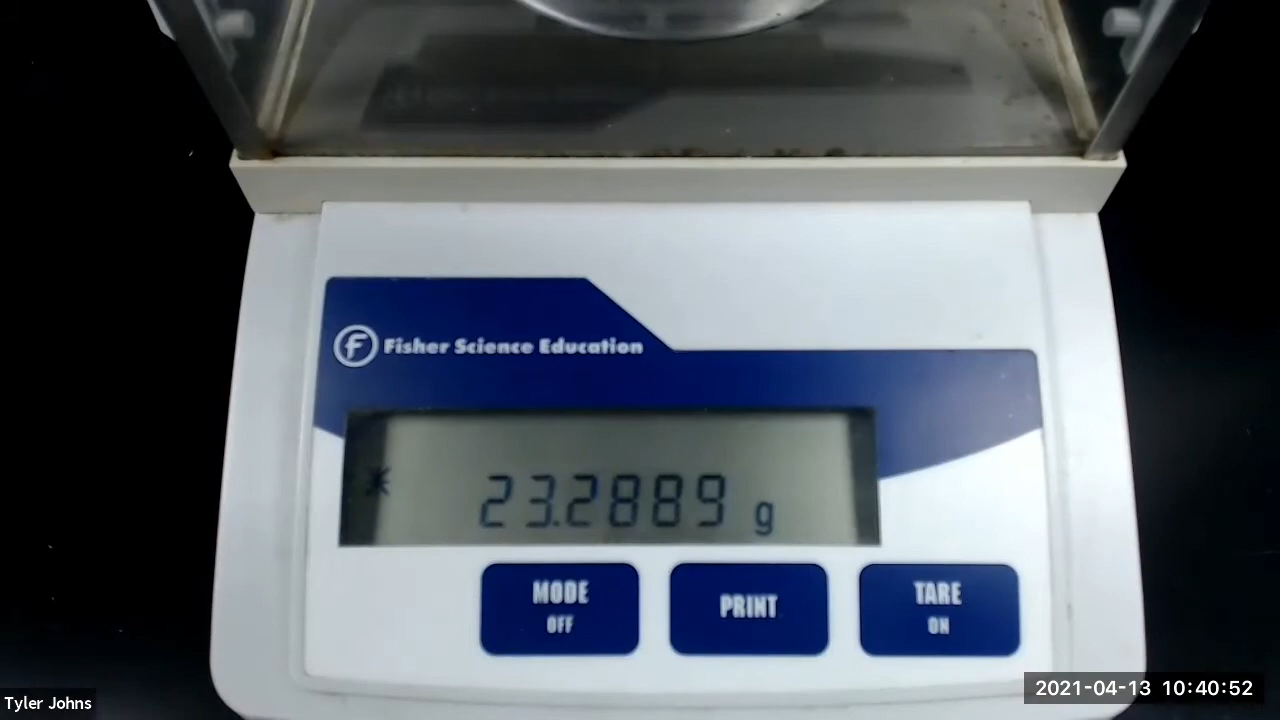 Fisher Science Education
* 23.2889 g
MODE
OFF
PRINT
TARE
ON
Tyler Johns
2021-04-13 10:40:52